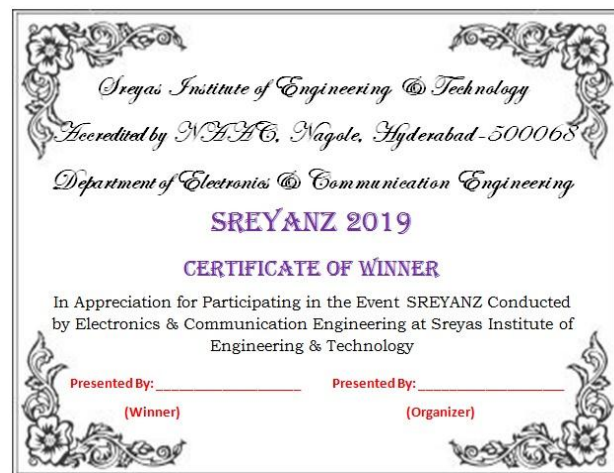 Sreyas Institute of Engineering & Technology
Accredited by NAAC, Nagole, Hyderabad-500068
Department of Electronics & Communication Engineering
SREYANZ 2019
CERTIFICATE OF WINNER
In Appreciation for Participating in the Event SREYANZ Conducted
by Electronics & Communication Engineering at Sreyas Institute of
Engineering & Technology
Presented By: ____________________ Presented By: ____________________
(Winner) (Organizer)